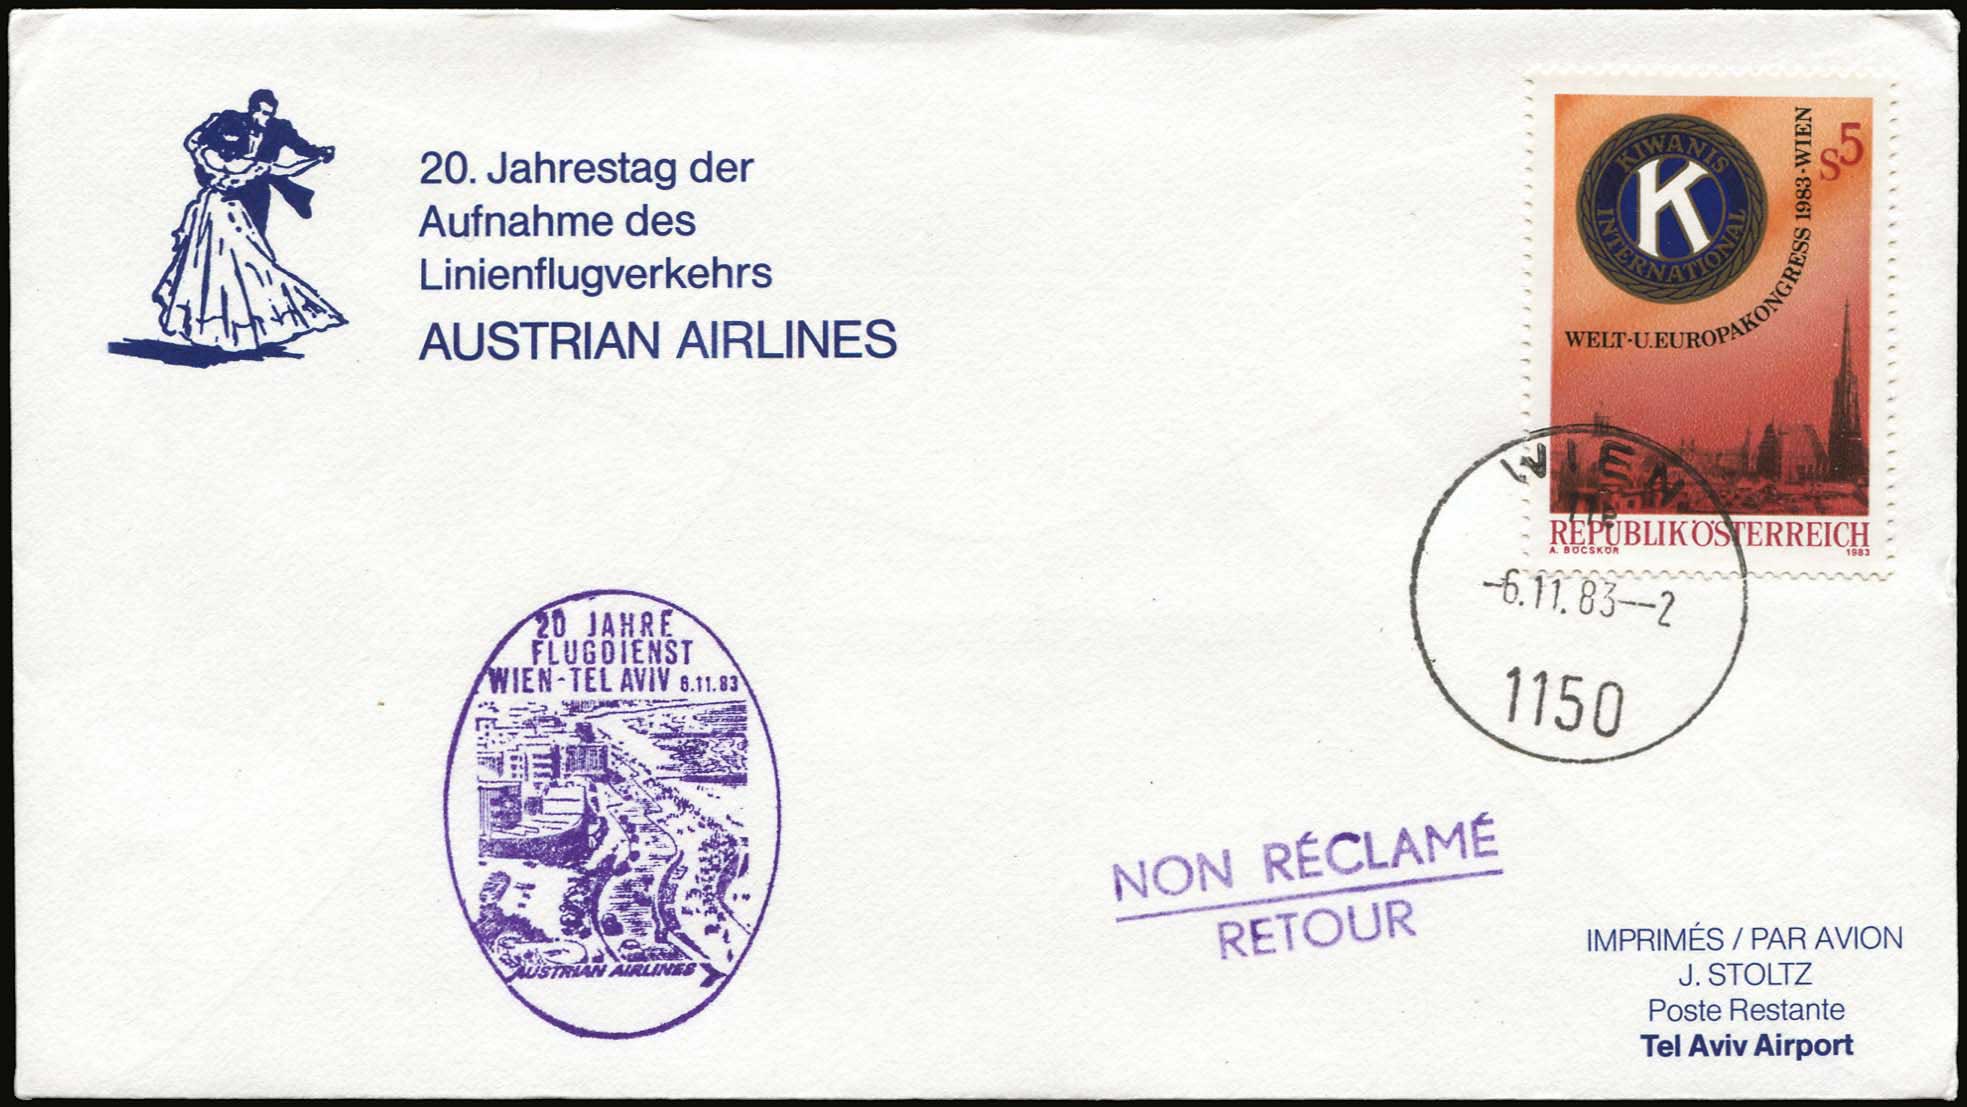 20. Jahrestag der
Aufnahme des
Linienflugverkehrs
AUSTRIAN AIRLINES
KIWANIS
K
INTERNATIONAL
S5
WELT-U.EUROPAKONGRESS 1983-WIEN
REPUBLIK ÖSTERREICH
A. BÖCSKÖR 1983
WIEN
-6.11.83--2
1150
20 JAHRE
FLUGDIENST
WIEN-TEL AVIV 6.11.83
AUSTRIAN AIRLINES
NON RÉCLAMÉ
RETOUR
IMPRIMÉS / PAR AVION
J. STOLTZ
Poste Restante
Tel Aviv Airport